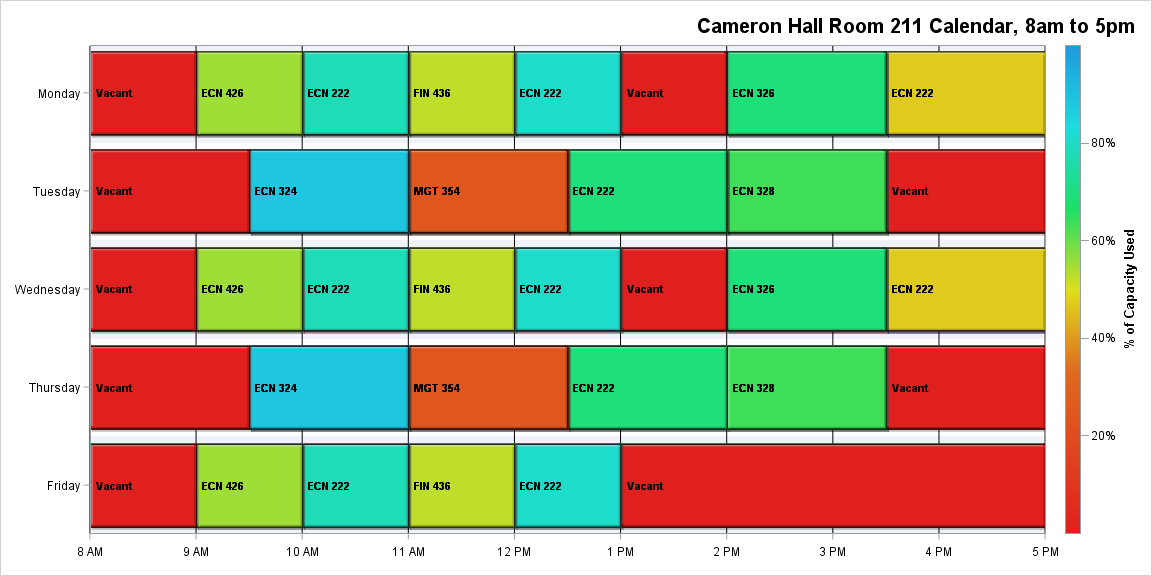 Cameron Hall Room 211 Calendar, 8am to 5pm
Monday Vacant ECN 426 ECN 222 FIN 436 ECN 222 Vacant ECN 326 ECN 222
80%
Tuesday Vacant ECN 324 MGT 354 ECN 222 ECN 328 Vacant
60%
Wednesday Vacant ECN 426 ECN 222 FIN 436 ECN 222 Vacant ECN 326 ECN 222
% of Capacity Used
40%
Thursday Vacant ECN 324 MGT 354 ECN 222 ECN 328 Vacant
20%
Friday Vacant ECN 426 ECN 222 FIN 436 ECN 222 Vacant
8 AM 9 AM 10 AM 11 AM 12 PM 1 PM 2 PM 3 PM 4 PM 5 PM